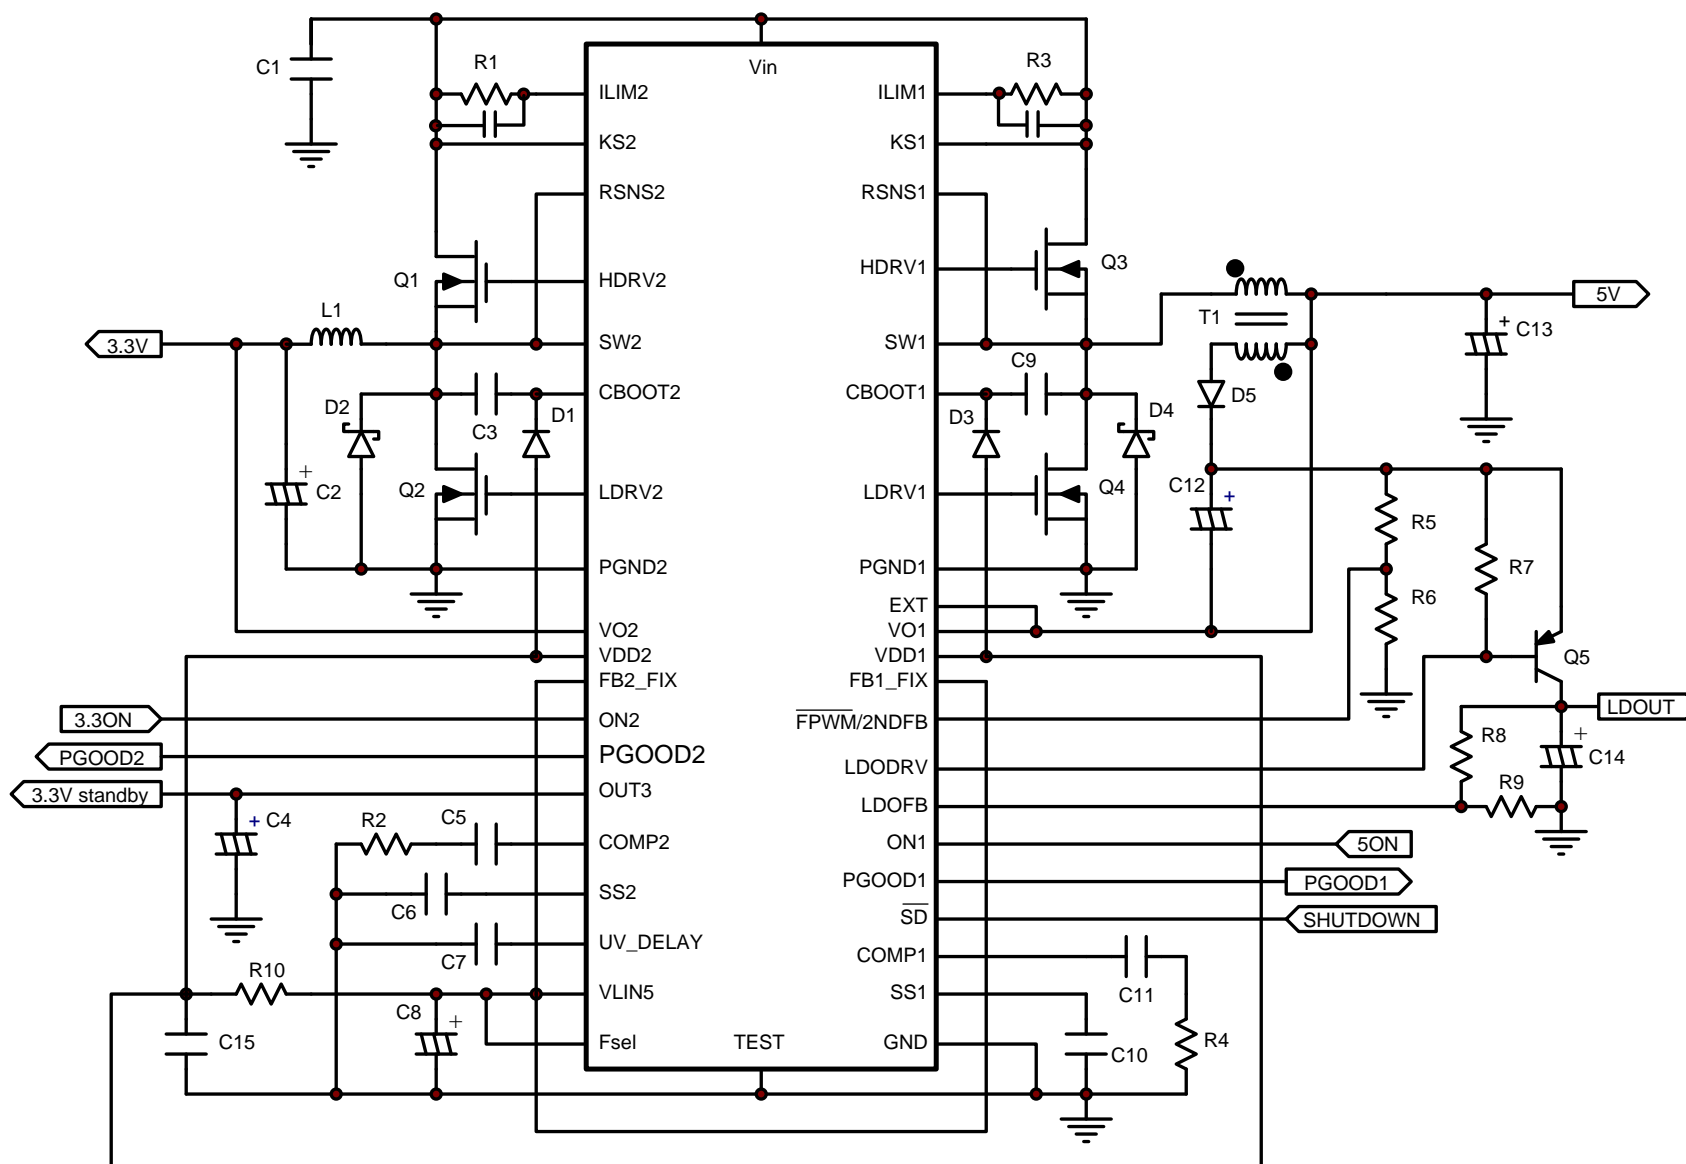 C1
R1
Vin
R3
ILIM2
ILIM1
KS2
KS1
RSNS2
RSNS1
Q1
HDRV2
HDRV1
Q3
5V
L1
T1
+
C13
3.3V
SW2
SW1
C9
CBOOT2
CBOOT1
D5
D2
C3
D1
D3
D4
+
C2
Q2
LDRV2
LDRV1
Q4
C12
+
R5
PGND2
PGND1
R7
R6
EXT
VO2
VO1
VDD2
VDD1
Q5
FB2_FIX
FB1_FIX
3.3ON
ON2
FPWM/2NDFB
LDOUT
PGOOD2
PGOOD2
R8
+
C14
LDODRV
3.3V standby
OUT3
LDOFB
R9
+
C4
R2
C5
COMP2
ON1
5ON
PGOOD1
PGOOD1
C6
SS2
SD
SHUTDOWN
C7
UV_DELAY
COMP1
R10
C8
+
VLIN5
SS1
C11
C15
Fsel
TEST
GND
C10
R4